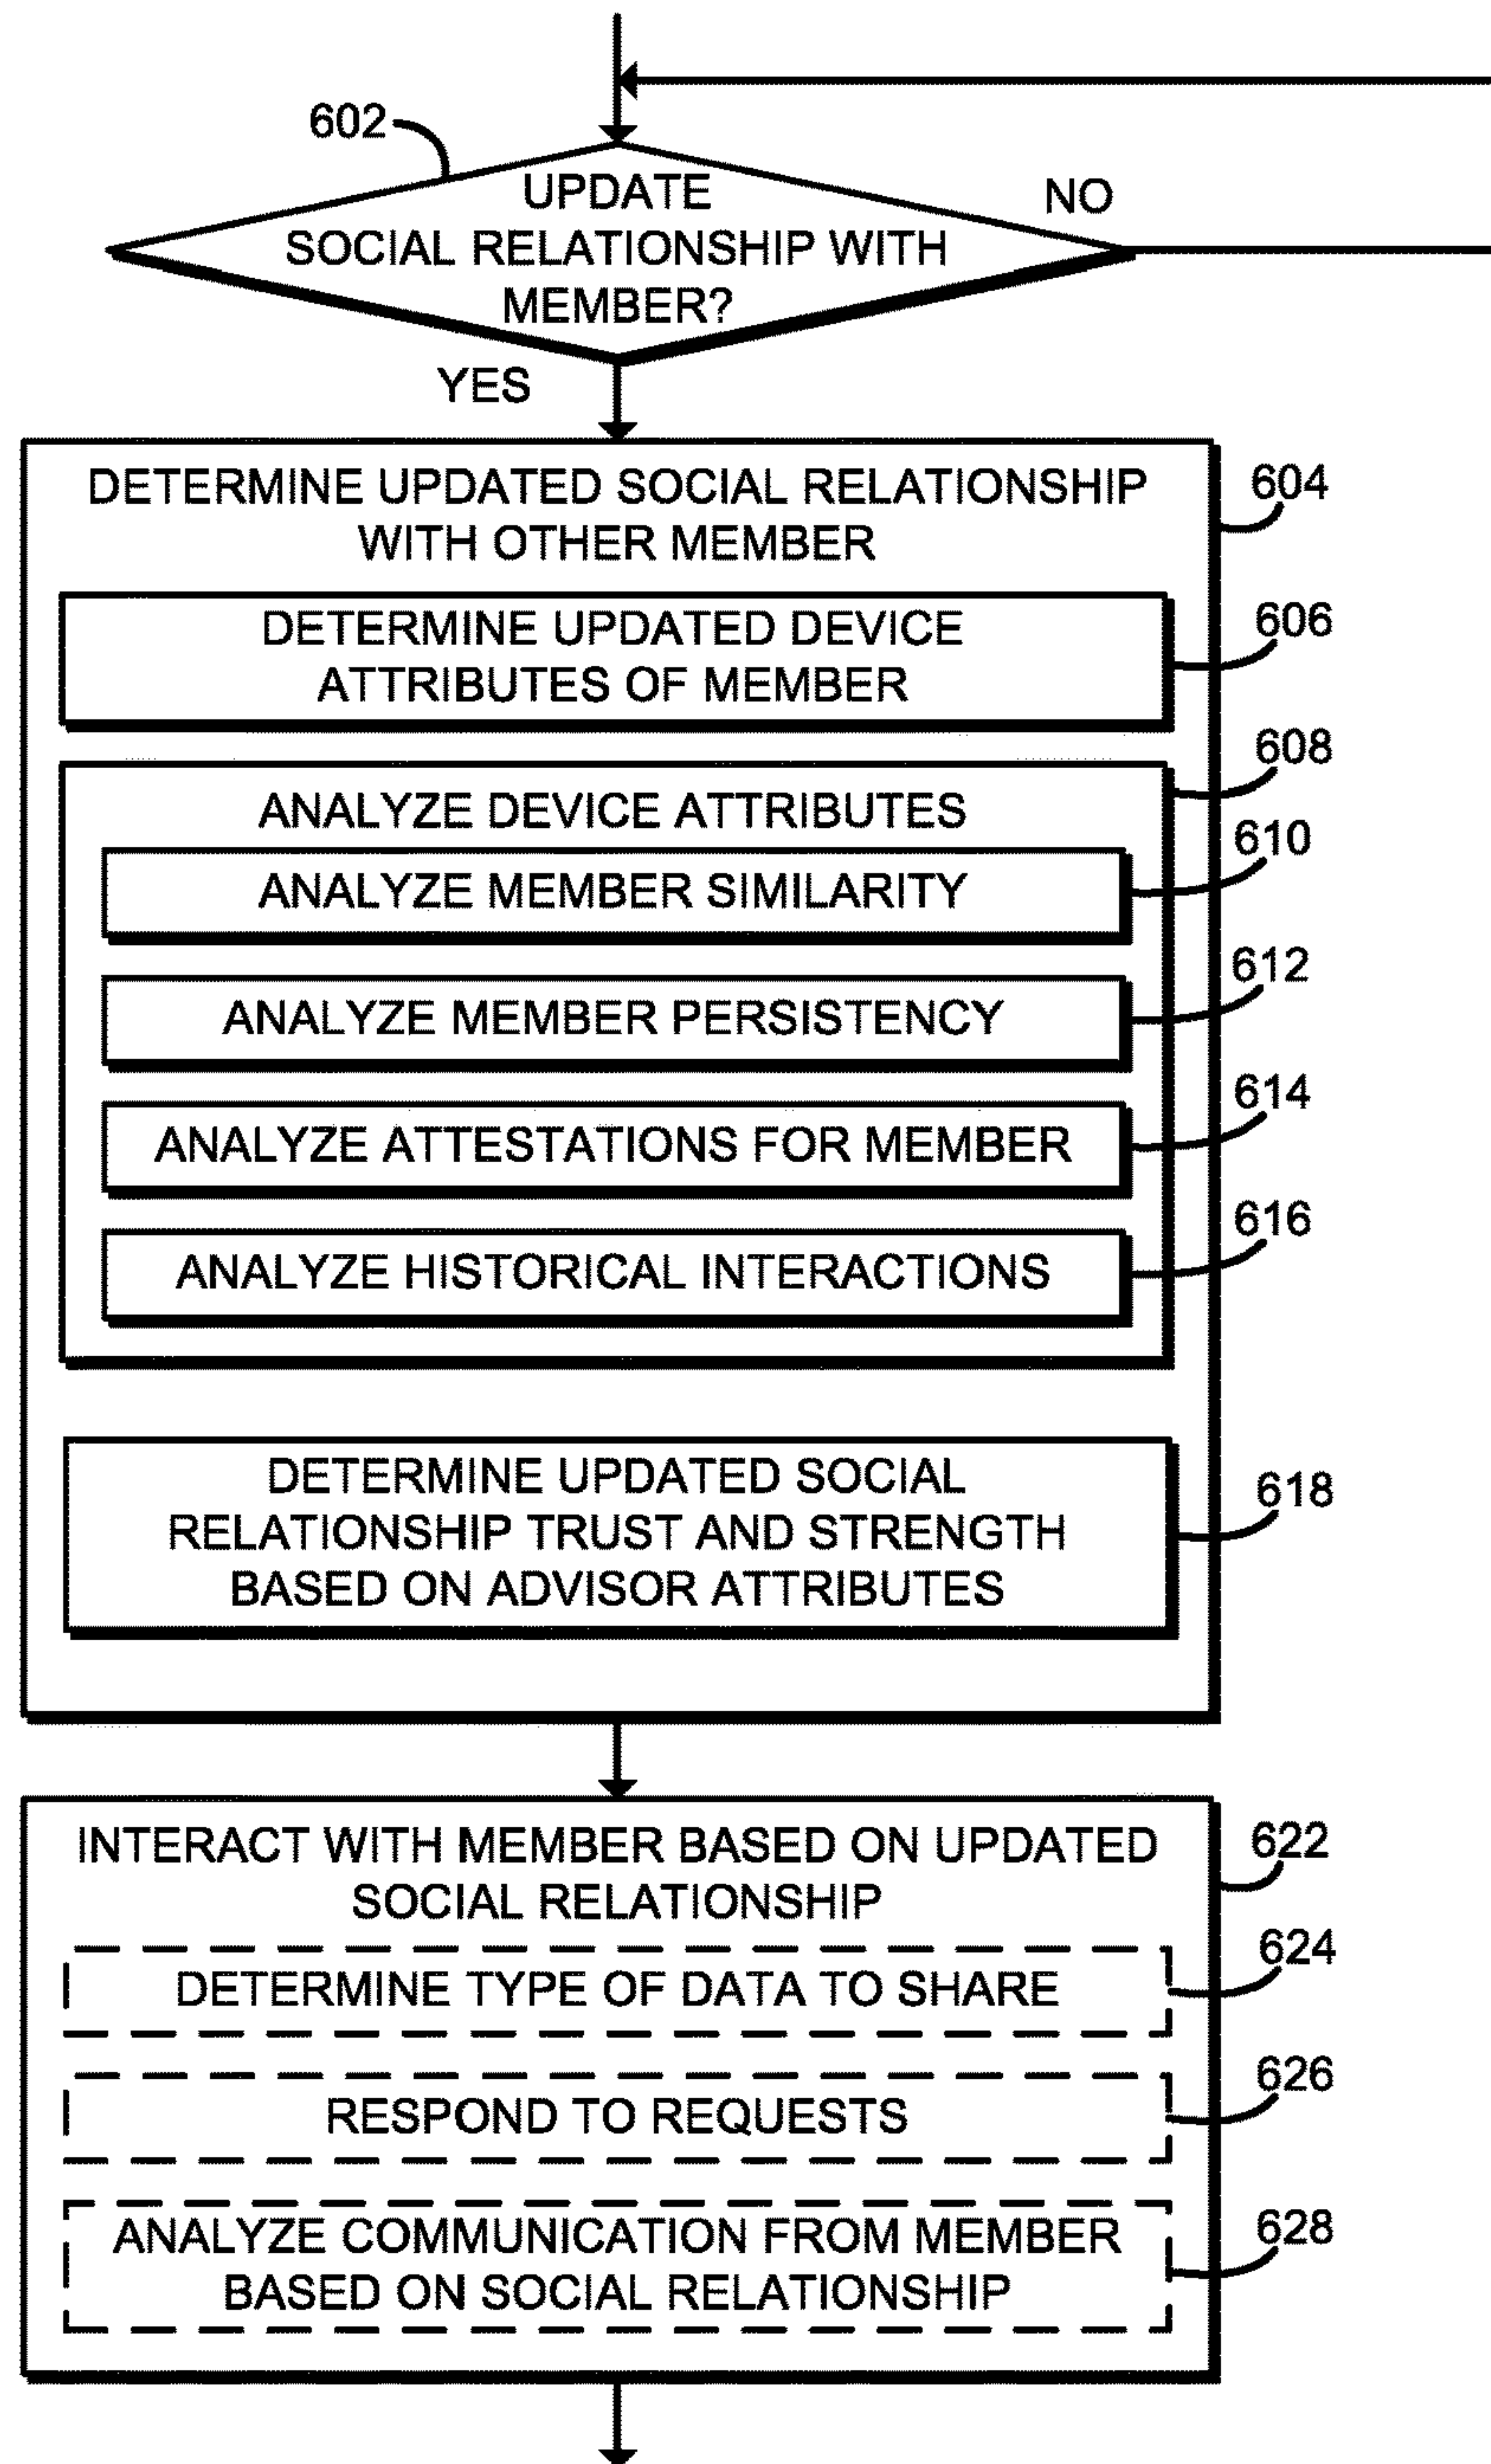 602
UPDATE
SOCIAL RELATIONSHIP WITH
MEMBER?
NO
YES
DETERMINE UPDATED SOCIAL RELATIONSHIP
WITH OTHER MEMBER
604
DETERMINE UPDATED DEVICE
ATTRIBUTES OF MEMBER
606
608
ANALYZE DEVICE ATTRIBUTES
610
ANALYZE MEMBER SIMILARITY
612
ANALYZE MEMBER PERSISTENCY
614
ANALYZE ATTESTATIONS FOR MEMBER
616
ANALYZE HISTORICAL INTERACTIONS
DETERMINE UPDATED SOCIAL
RELATIONSHIP TRUST AND STRENGTH
BASED ON ADVISOR ATTRIBUTES
618
INTERACT WITH MEMBER BASED ON UPDATED
SOCIAL RELATIONSHIP
622
624
DETERMINE TYPE OF DATA TO SHARE
626
RESPOND TO REQUESTS
628
ANALYZE COMMUNICATION FROM MEMBER
BASED ON SOCIAL RELATIONSHIP